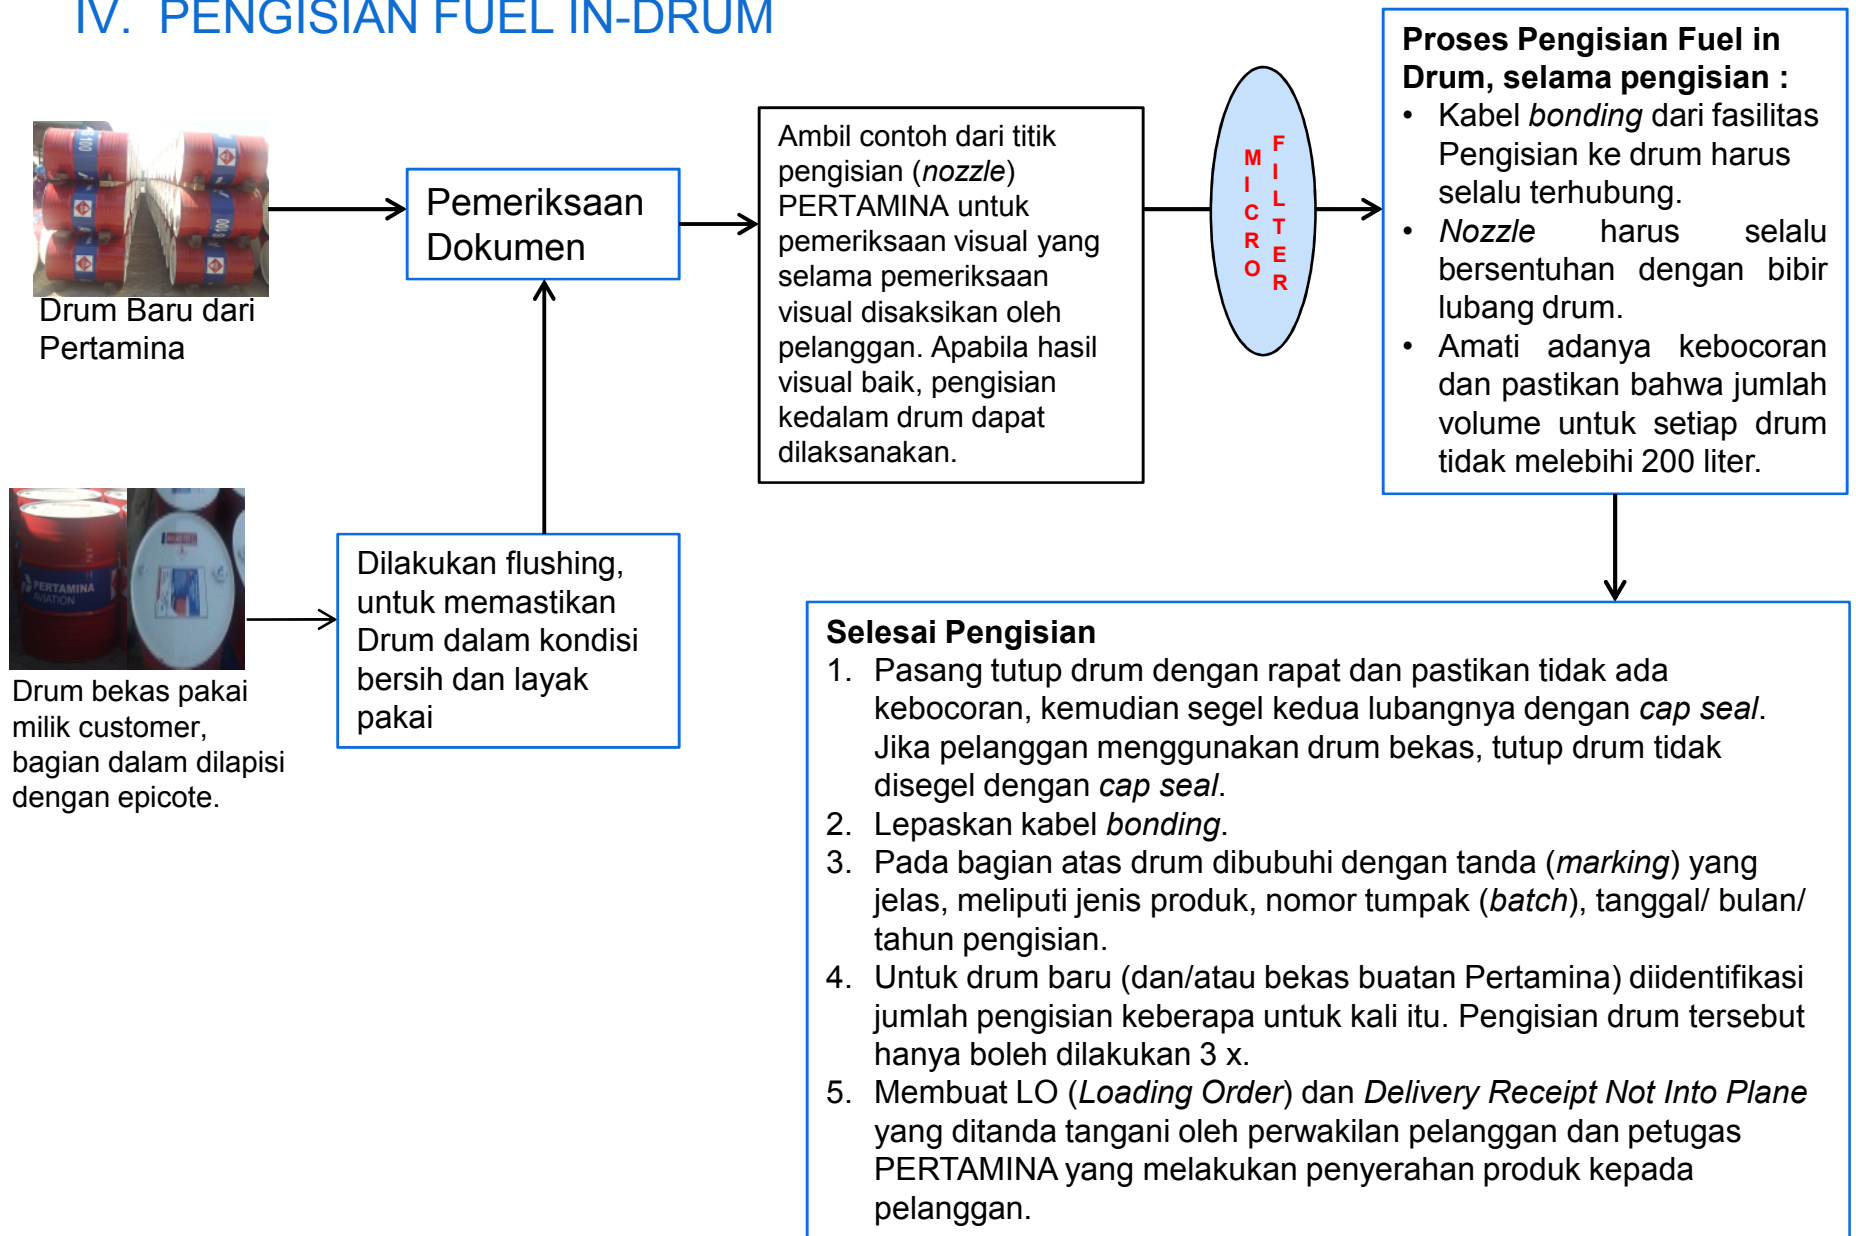 IV. PENGISIAN FUEL IN-DRUM
Drum Baru dari
Pertamina
Pemeriksaan
Dokumen
Ambil contoh dari titik
pengisian (nozzle)
PERTAMINA untuk
pemeriksaan visual yang
selama pemeriksaan
visual disaksikan oleh
pelanggan. Apabila hasil
visual baik, pengisian
kedalam drum dapat
dilaksanakan.
MICRO
FILTER
Proses Pengisian Fuel in
Drum, selama pengisian :
• Kabel bonding dari fasilitas
Pengisian ke drum harus
selalu terhubung.
• Nozzle harus selalu
bersentuhan dengan bibir
lubang drum.
• Amati adanya kebocoran
dan pastikan bahwa jumlah
volume untuk setiap drum
tidak melebihi 200 liter.
PERTAMINA
AVIATION
Drum bekas pakai
milik customer,
bagian dalam dilapisi
dengan epicote.
Dilakukan flushing,
untuk memastikan
Drum dalam kondisi
bersih dan layak
pakai
Selesai Pengisian
1. Pasang tutup drum dengan rapat dan pastikan tidak ada
kebocoran, kemudian segel kedua lubangnya dengan cap seal.
Jika pelanggan menggunakan drum bekas, tutup drum tidak
disegel dengan cap seal.
2. Lepaskan kabel bonding.
3. Pada bagian atas drum dibubuhi dengan tanda (marking) yang
jelas, meliputi jenis produk, nomor tumpak (batch), tanggal/ bulan/
tahun pengisian.
4. Untuk drum baru (dan/atau bekas buatan Pertamina) diidentifikasi
jumlah pengisian keberapa untuk kali itu. Pengisian drum tersebut
hanya boleh dilakukan 3 x.
5. Membuat LO (Loading Order) dan Delivery Receipt Not Into Plane
yang ditanda tangani oleh perwakilan pelanggan dan petugas
PERTAMINA yang melakukan penyerahan produk kepada
pelanggan.